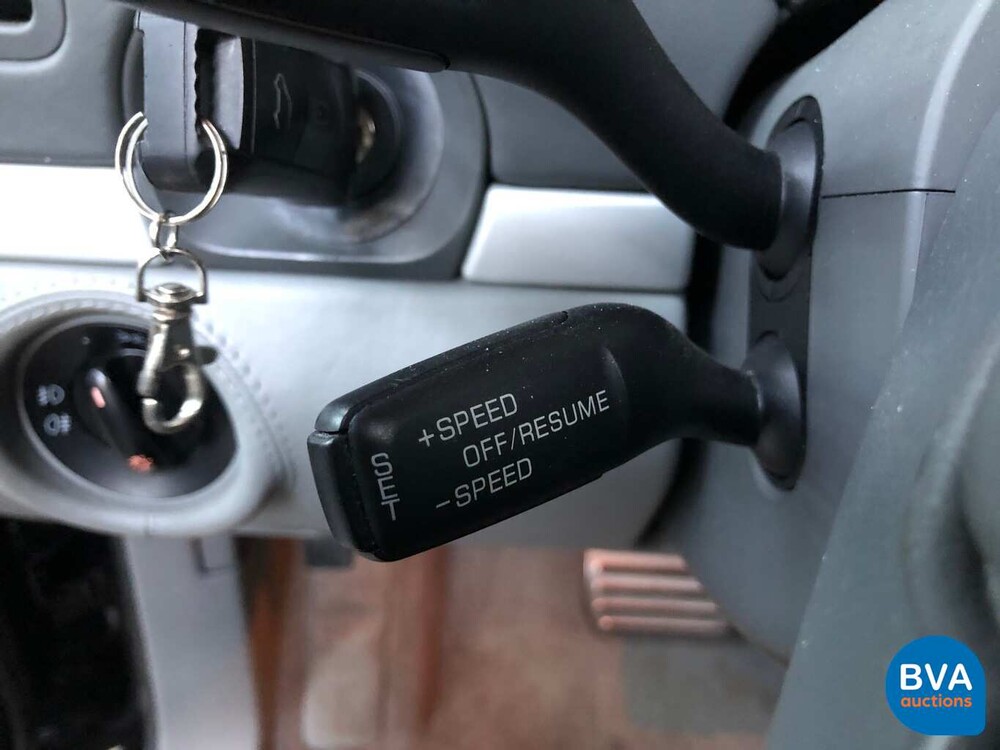 +SPEED
OFF/RESUME
-SPEED
SET
BVA
auctions